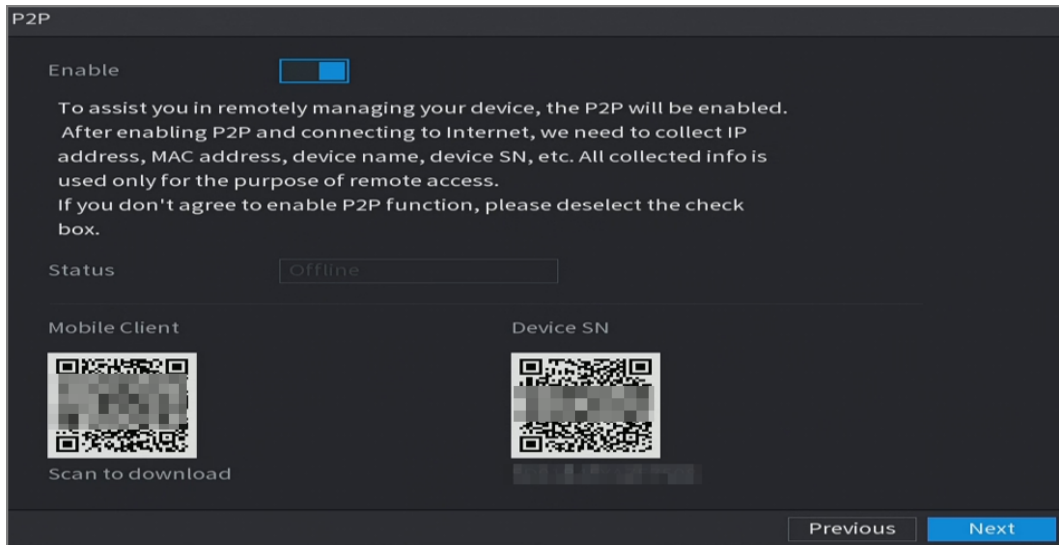 P2P
Enable
To assist you in remotely managing your device, the P2P will be enabled.
After enabling P2P and connecting to Internet, we need to collect IP
address, MAC address, device name, device SN, etc. All collected info is
used only for the purpose of remote access.
If you don't agree to enable P2P function, please deselect the check
box.
Status Offline
Mobile Client Device SN
Scan to download
Previous Next